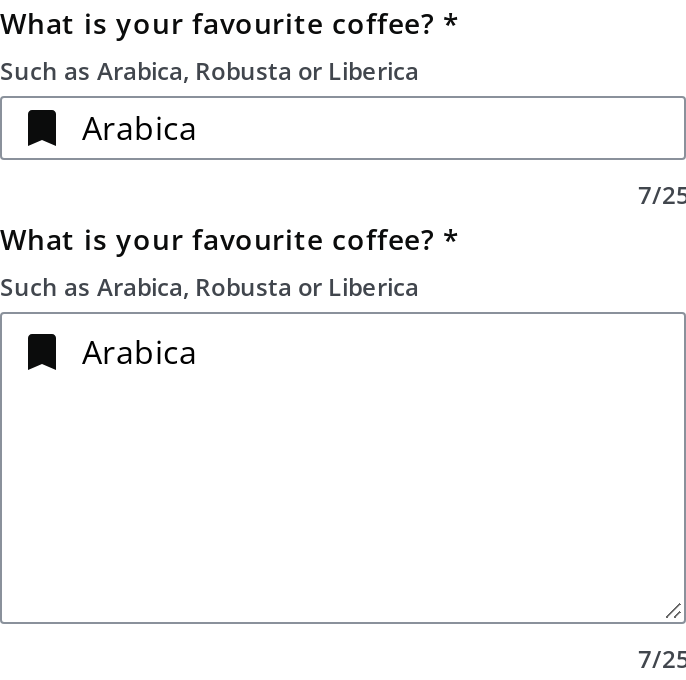 What is your favourite coffee? *
Such as Arabica, Robusta or Liberica
Arabica
7/25
What is your favourite coffee? *
Such as Arabica, Robusta or Liberica
Arabica
7/25